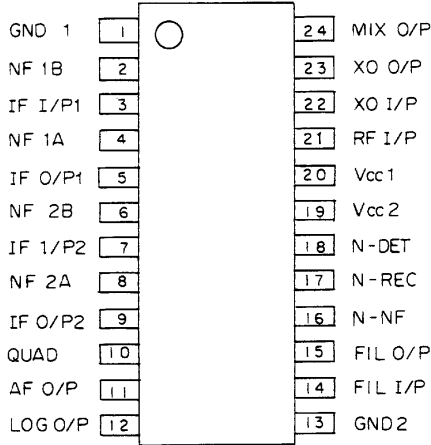 GND 1 1 24 MIX O/P
NF 1B 2 23 XO O/P
IF I/P1 3 22 XO I/P
NF 1A 4 21 RF I/P
IF O/P1 5 20 Vcc 1
NF 2B 6 19 Vcc 2
IF 1/P2 7 18 N-DET
NF 2A 8 17 N-REC
IF O/P2 9 16 N-NF
QUAD 10 15 FIL O/P
AF O/P 11 14 FIL I/P
LOG O/P 12 13 GND 2